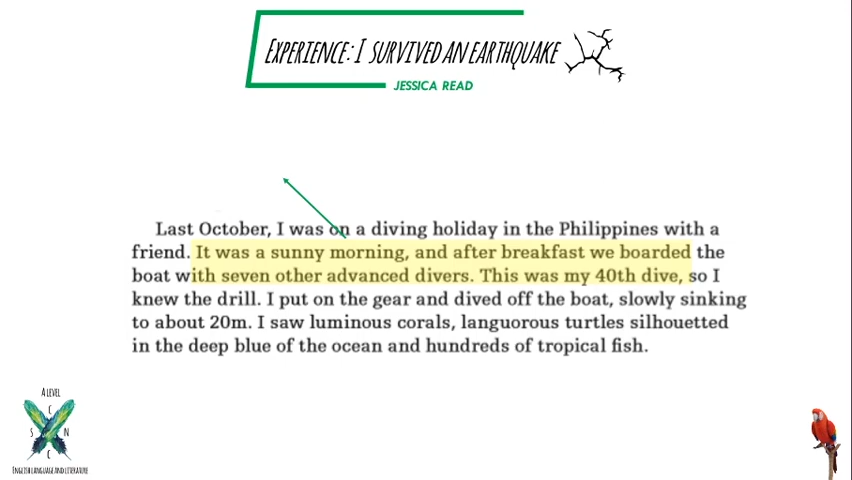 EXPERIENCE: I SURVIVED AN EARTHQUAKE
JESSICA READ
Last October, I was on a diving holiday in the Philippines with a
friend. It was a sunny morning, and after breakfast we boarded the
boat with seven other advanced divers. This was my 40th dive, so I
knew the drill. I put on the gear and dived off the boat, slowly sinking
to about 20m. I saw luminous corals, languorous turtles silhouetted
in the deep blue of the ocean and hundreds of tropical fish.
A LEVEL
C
S N
C
ENGLISH LANGUAGE AND LITERATURE